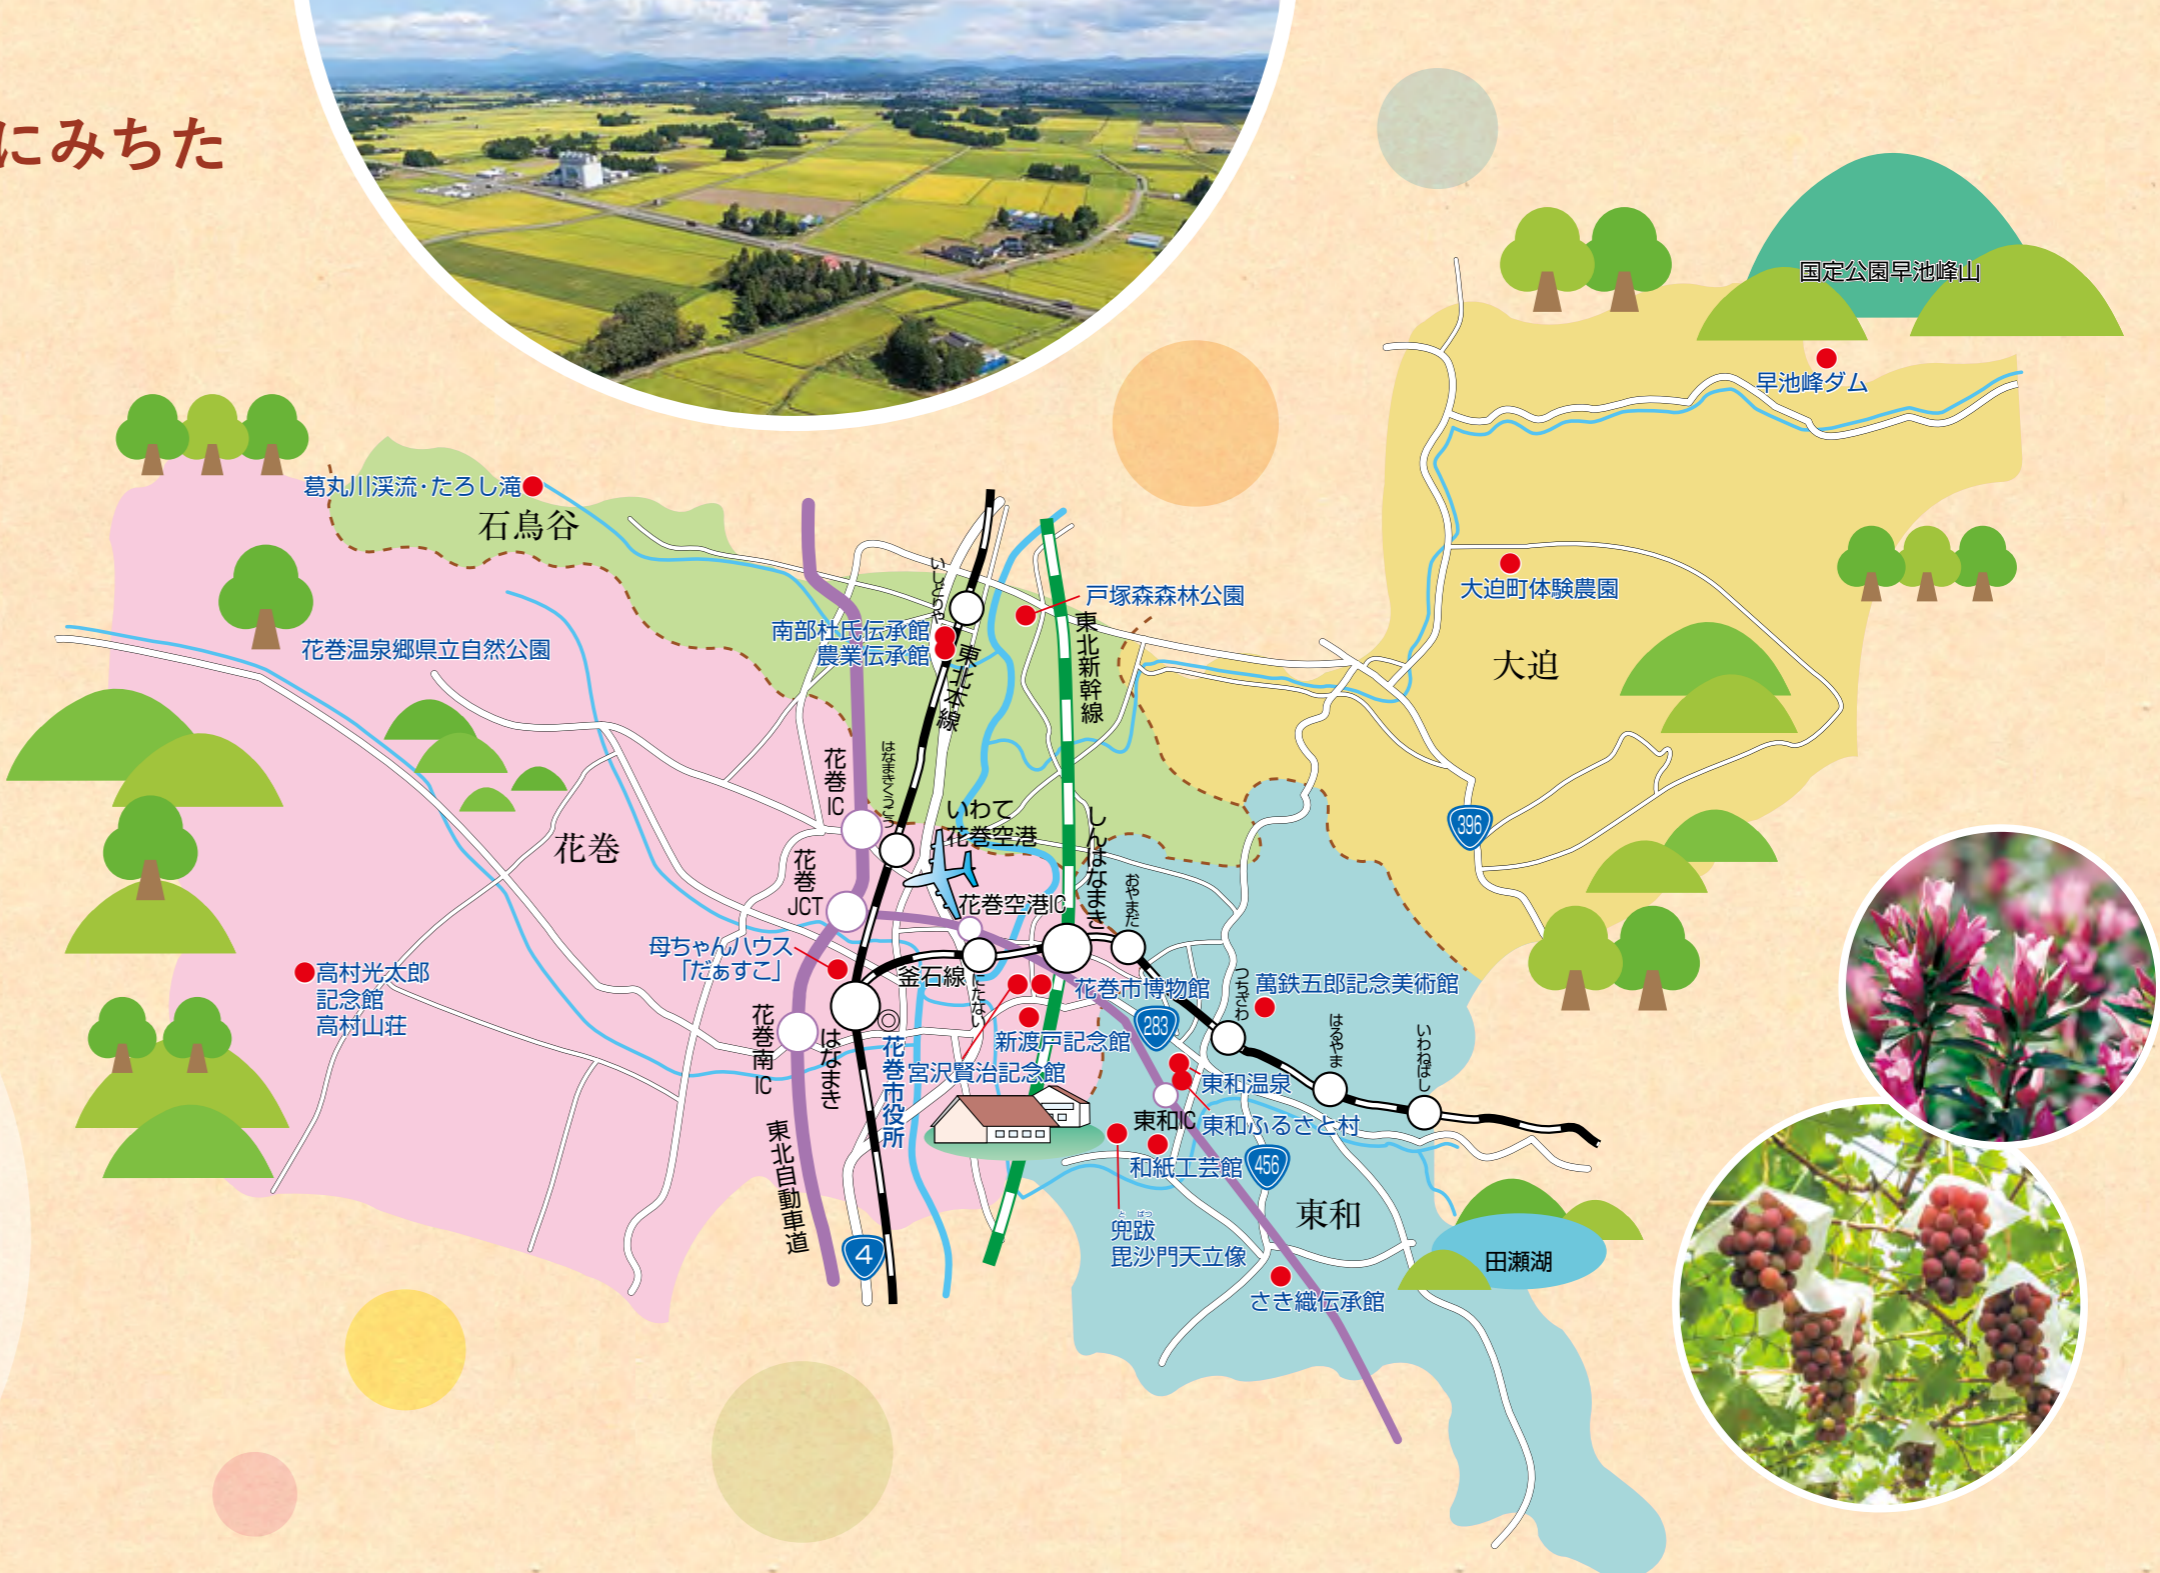 にみちた
国定公園早池峰山
早池峰ダム
葛丸川渓流・たろし滝
石鳥谷
いしどりや
戸塚森森林公園
大迫町体験農園
南部杜氏伝承館
農業伝承館
東北本線
東北新幹線
花巻温泉郷県立自然公園
大迫
花巻
IC
はなまきくうこう
いわて
花巻空港
しんはなまき
396
花巻
花巻
JCT
おやまだ
花巻空港IC
母ちゃんハウス
「だぁすこ」
釜石線
にたない
花巻市博物館
つちざわ
萬鉄五郎記念美術館
高村光太郎
記念館
高村山荘
花巻南
IC
はなまき
花巻市役所
新渡戸記念館
283
はるやま
いわねばし
宮沢賢治記念館
東和温泉
東和IC
東和ふるさと村
和紙工芸館
456
東北自動車道
4
東和
とばつ
兜跋
毘沙門天立像
田瀬湖
さき織伝承館